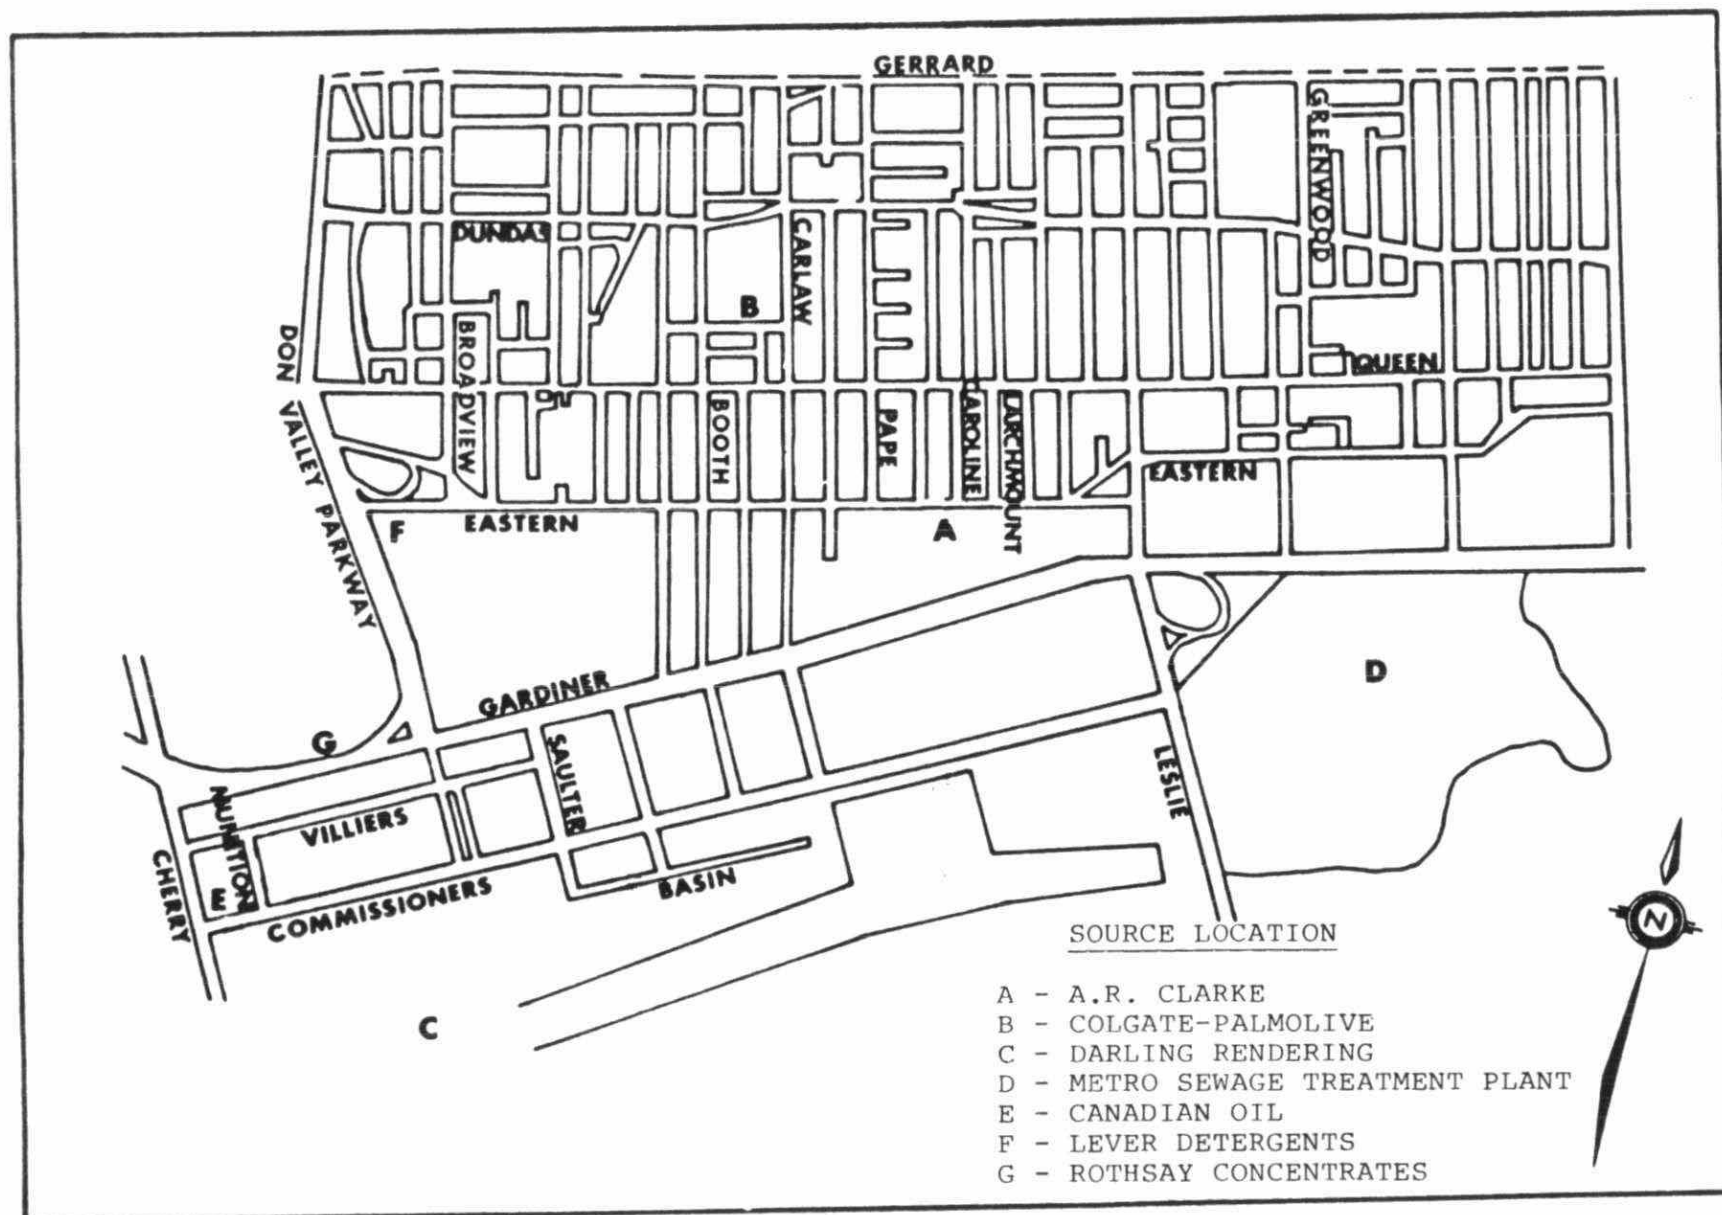 GERRARD
GREENWOOD
DUNDAS
CARLAW
B
DON VALLEY PARKWAY
BROADVIEW
QUEEN
BOOTH
PAPE
CAROLINE
LARCHMOUNT
EASTERN
F
EASTERN
A
D
GARDINER
G
SAULTER
LESLIE
MUNITION
VILLIERS
CHERRY
E
COMMISSIONERS
BASIN
N
C
SOURCE LOCATION
A - A.R. CLARKE
B - COLGATE-PALMOLIVE
C - DARLING RENDERING
D - METRO SEWAGE TREATMENT PLANT
E - CANADIAN OIL
F - LEVER DETERGENTS
G - ROTHSAY CONCENTRATES